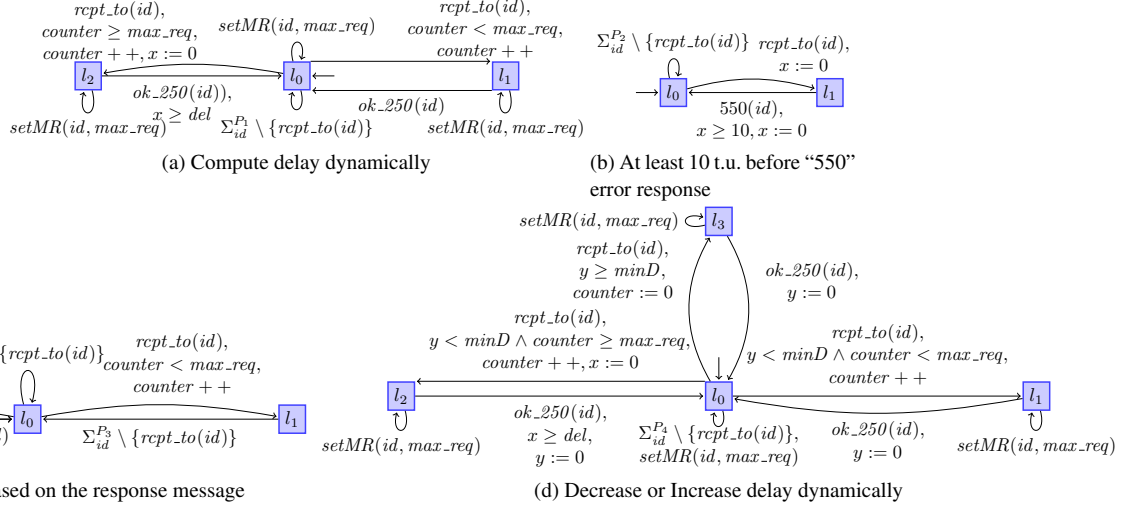 rcpt_to(id),
counter ≥ max_req,
counter ++, x := 0
setMR(id, max_req)
rcpt_to(id),
counter < max_req,
counter ++
l₂
l₀
l₁
ok_250(id)),
x ≥ del
ok_250(id)
setMR(id, max_req)
Σ_id^P₁ \ {rcpt_to(id)}
setMR(id, max_req)
(a) Compute delay dynamically
Σ_id^P₂ \ {rcpt_to(id)}
rcpt_to(id),
x := 0
l₀
l₁
550(id),
x ≥ 10, x := 0
(b) At least 10 t.u. before “550”
error response
{rcpt_to(id)}
rcpt_to(id),
counter < max_req,
counter ++
l₀
l₁
Σ_id^P₃ \ {rcpt_to(id)}
on the response message
setMR(id, max_req)
l₃
rcpt_to(id),
y ≥ minD,
counter := 0
ok_250(id),
y := 0
rcpt_to(id),
y < minD ∧ counter ≥ max_req,
counter ++, x := 0
rcpt_to(id),
y < minD ∧ counter < max_req,
counter ++
l₂
l₀
l₁
ok_250(id),
x ≥ del,
y := 0
setMR(id, max_req)
Σ_id^P₄ \ {rcpt_to(id)},
setMR(id, max_req)
ok_250(id),
y := 0
setMR(id, max_req)
(d) Decrease or Increase delay dynamically